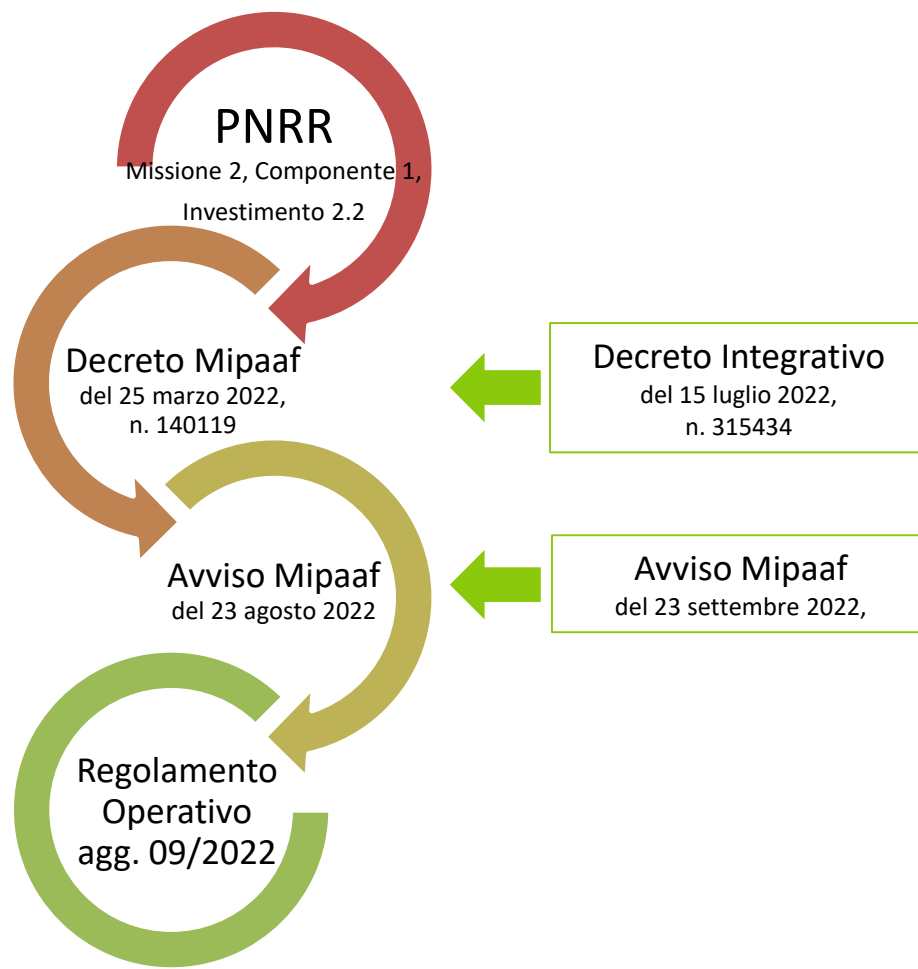 PNRR
Missione 2, Componente 1,
Investimento 2.2
Decreto Mipaaf
del 25 marzo 2022,
n. 140119
Decreto Integrativo
del 15 luglio 2022,
n. 315434
Avviso Mipaaf
del 23 agosto 2022
Avviso Mipaaf
del 23 settembre 2022,
Regolamento
Operativo
agg. 09/2022